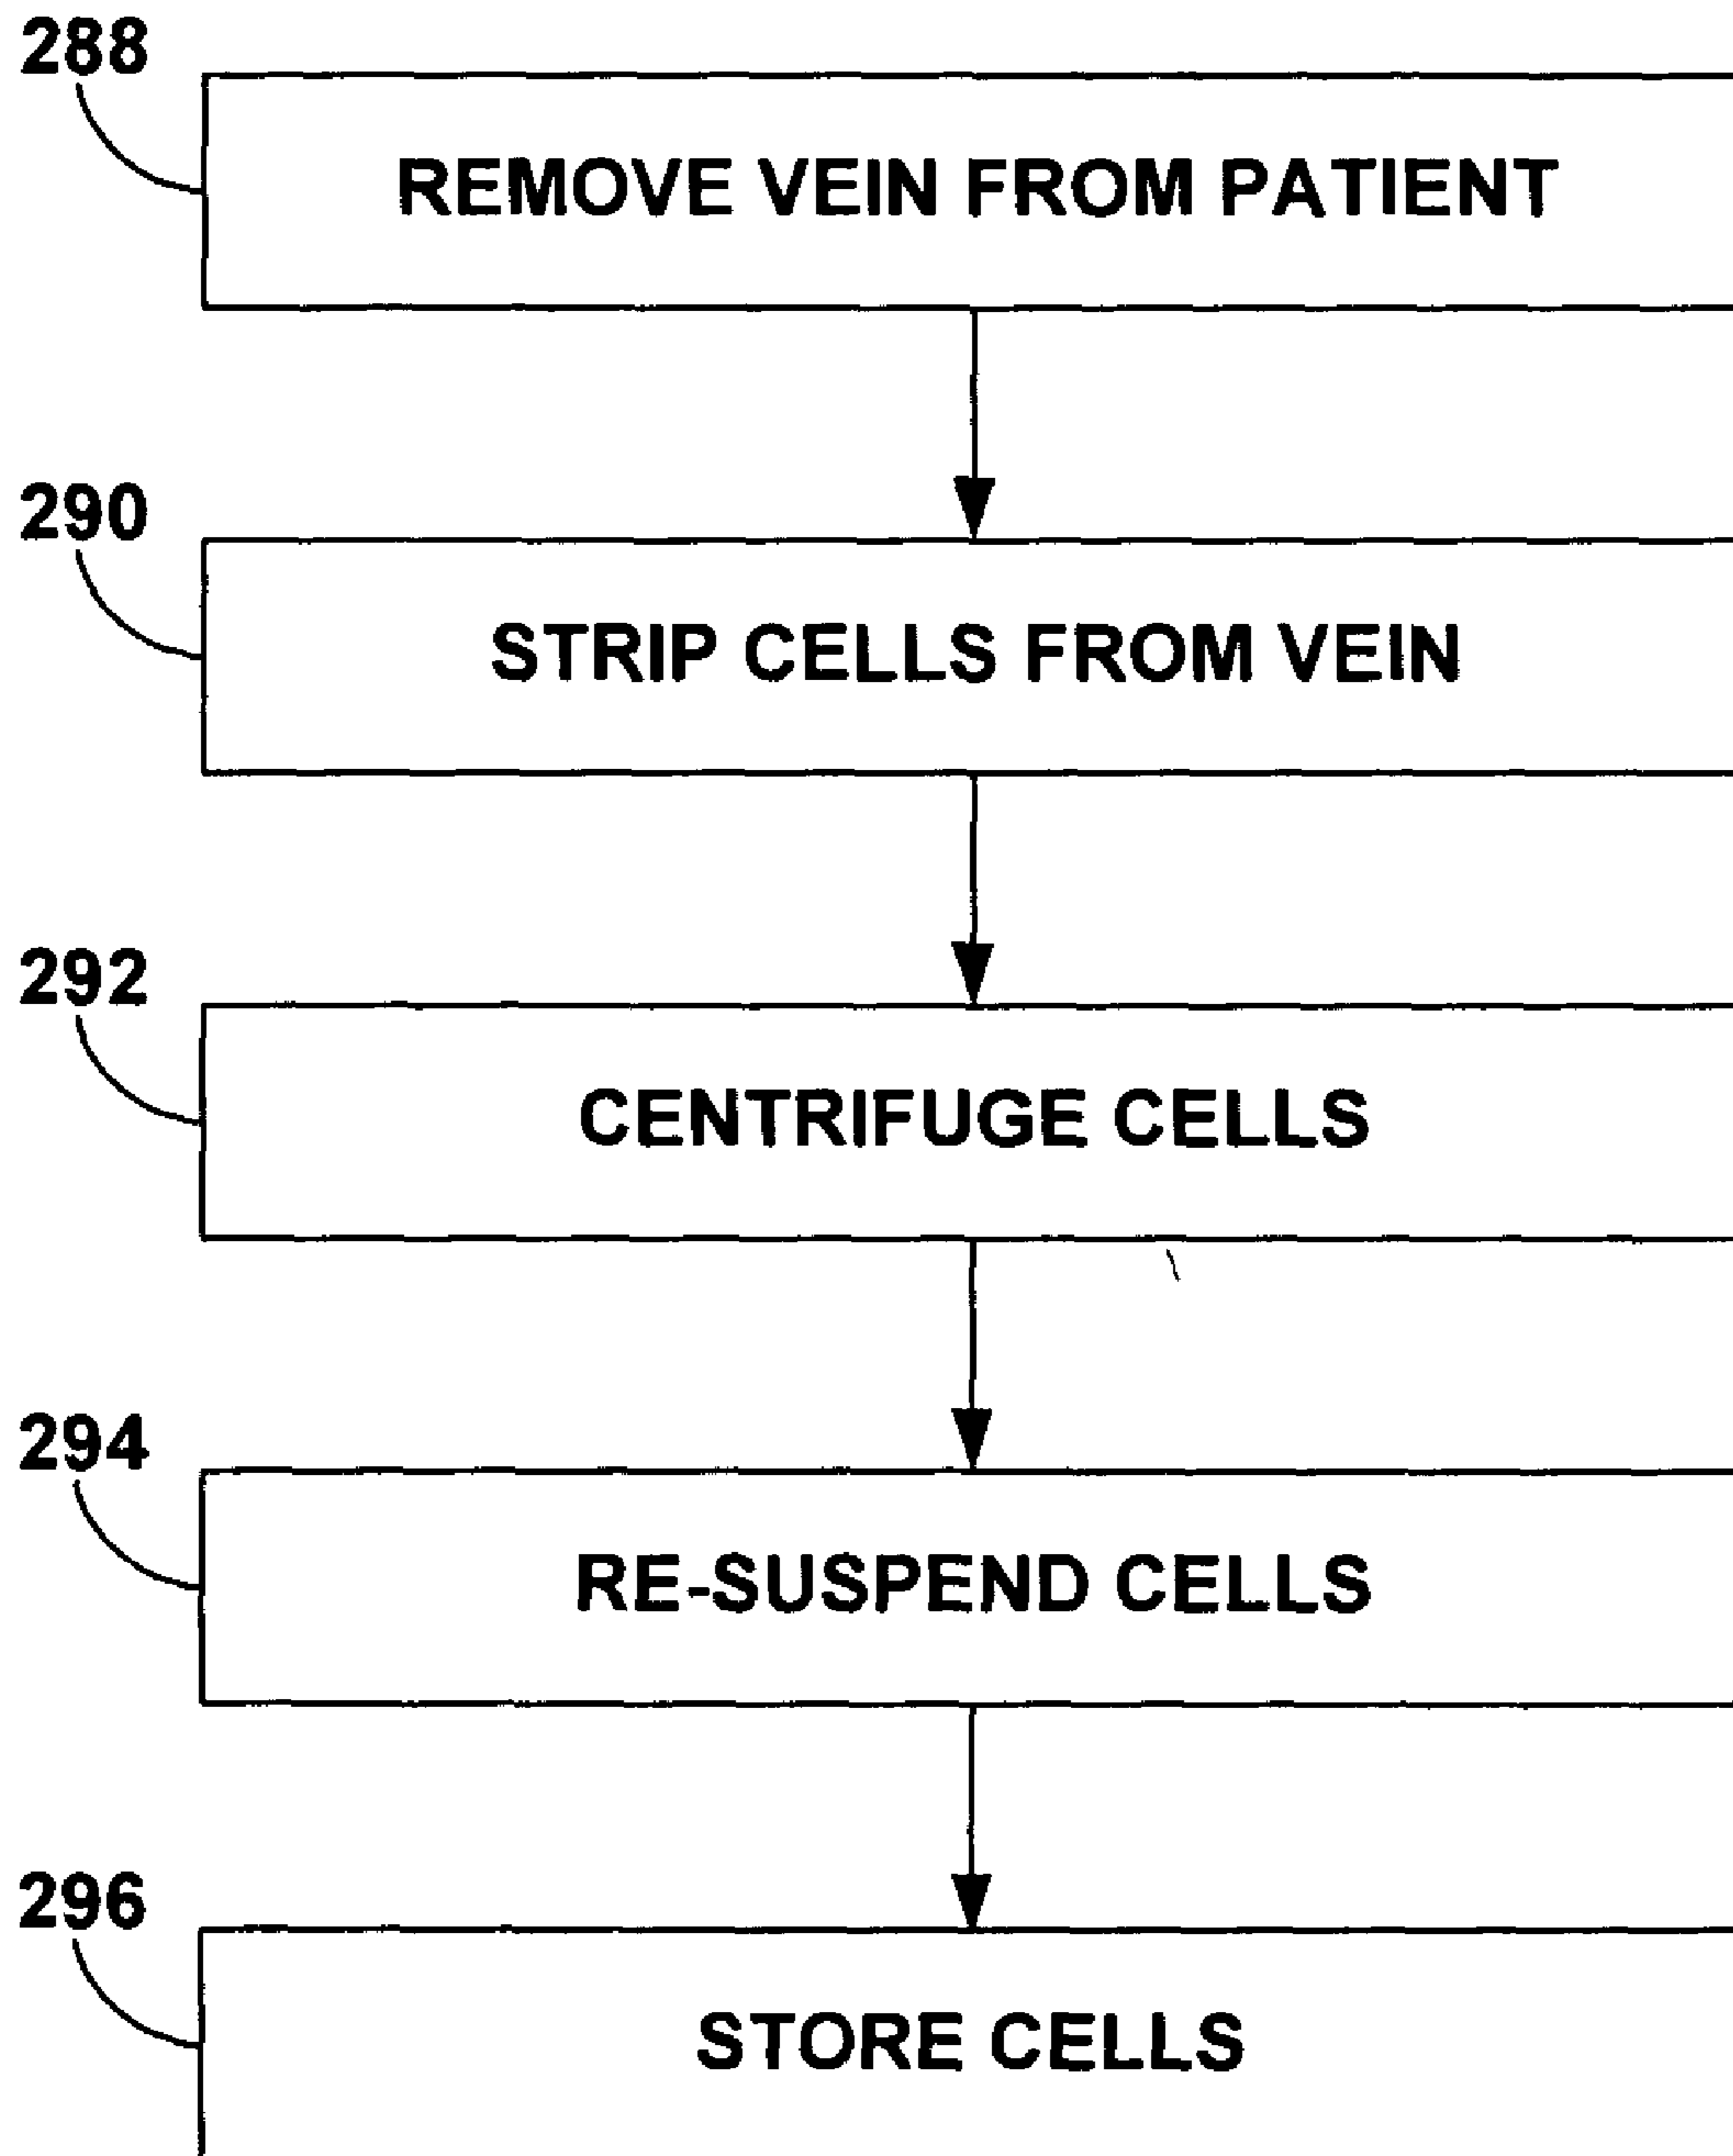 288
REMOVE VEIN FROM PATIENT
290
STRIP CELLS FROM VEIN
292
CENTRIFUGE CELLS
294
RE-SUSPEND CELLS
296
STORE CELLS